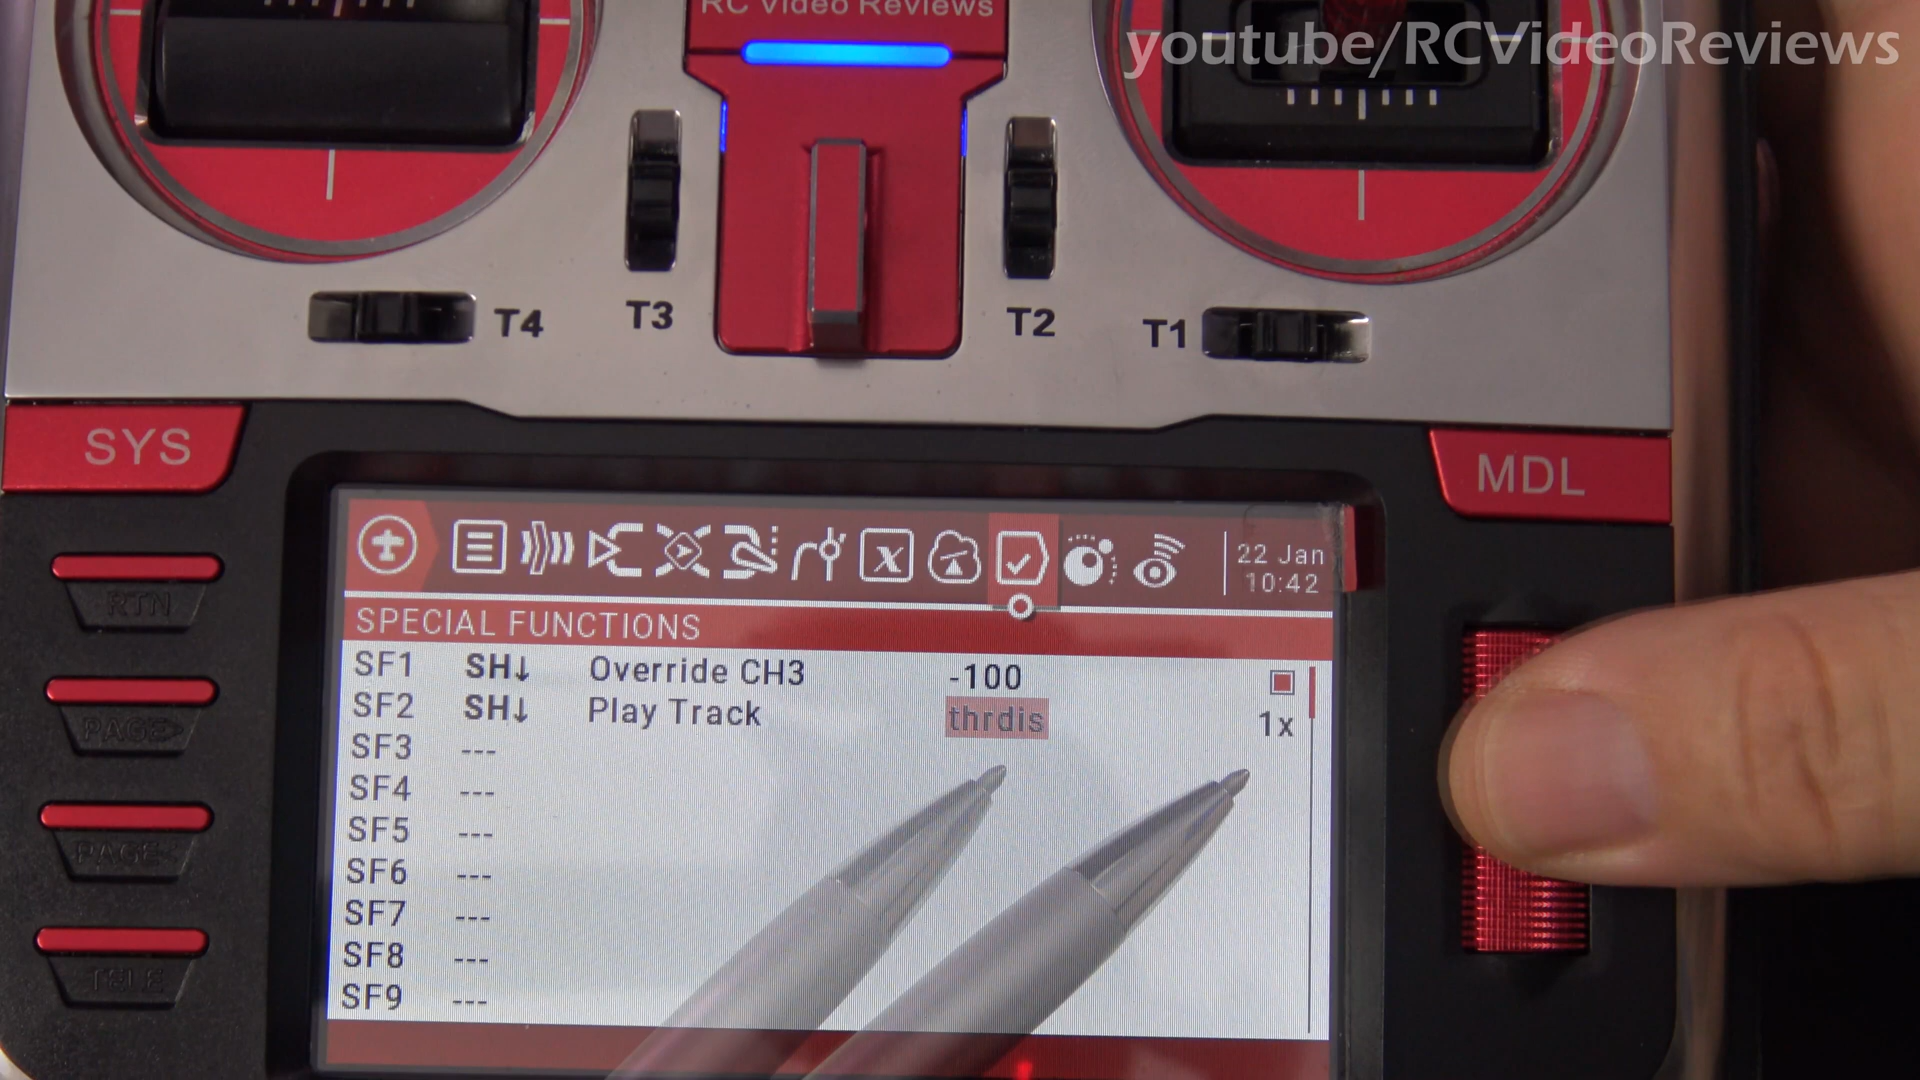 RC Video Reviews
youtube/RCVideoReviews
T4
T3
T2
T1
SYS
MDL
RTN
PAGE>
PAGE<
TELE
x
22 Jan
10:42
SPECIAL FUNCTIONS
SF1 SH↓ Override CH3 -100
SF2 SH↓ Play Track thrdis 1x
SF3 ---
SF4 ---
SF5 ---
SF6 ---
SF7 ---
SF8 ---
SF9 ---